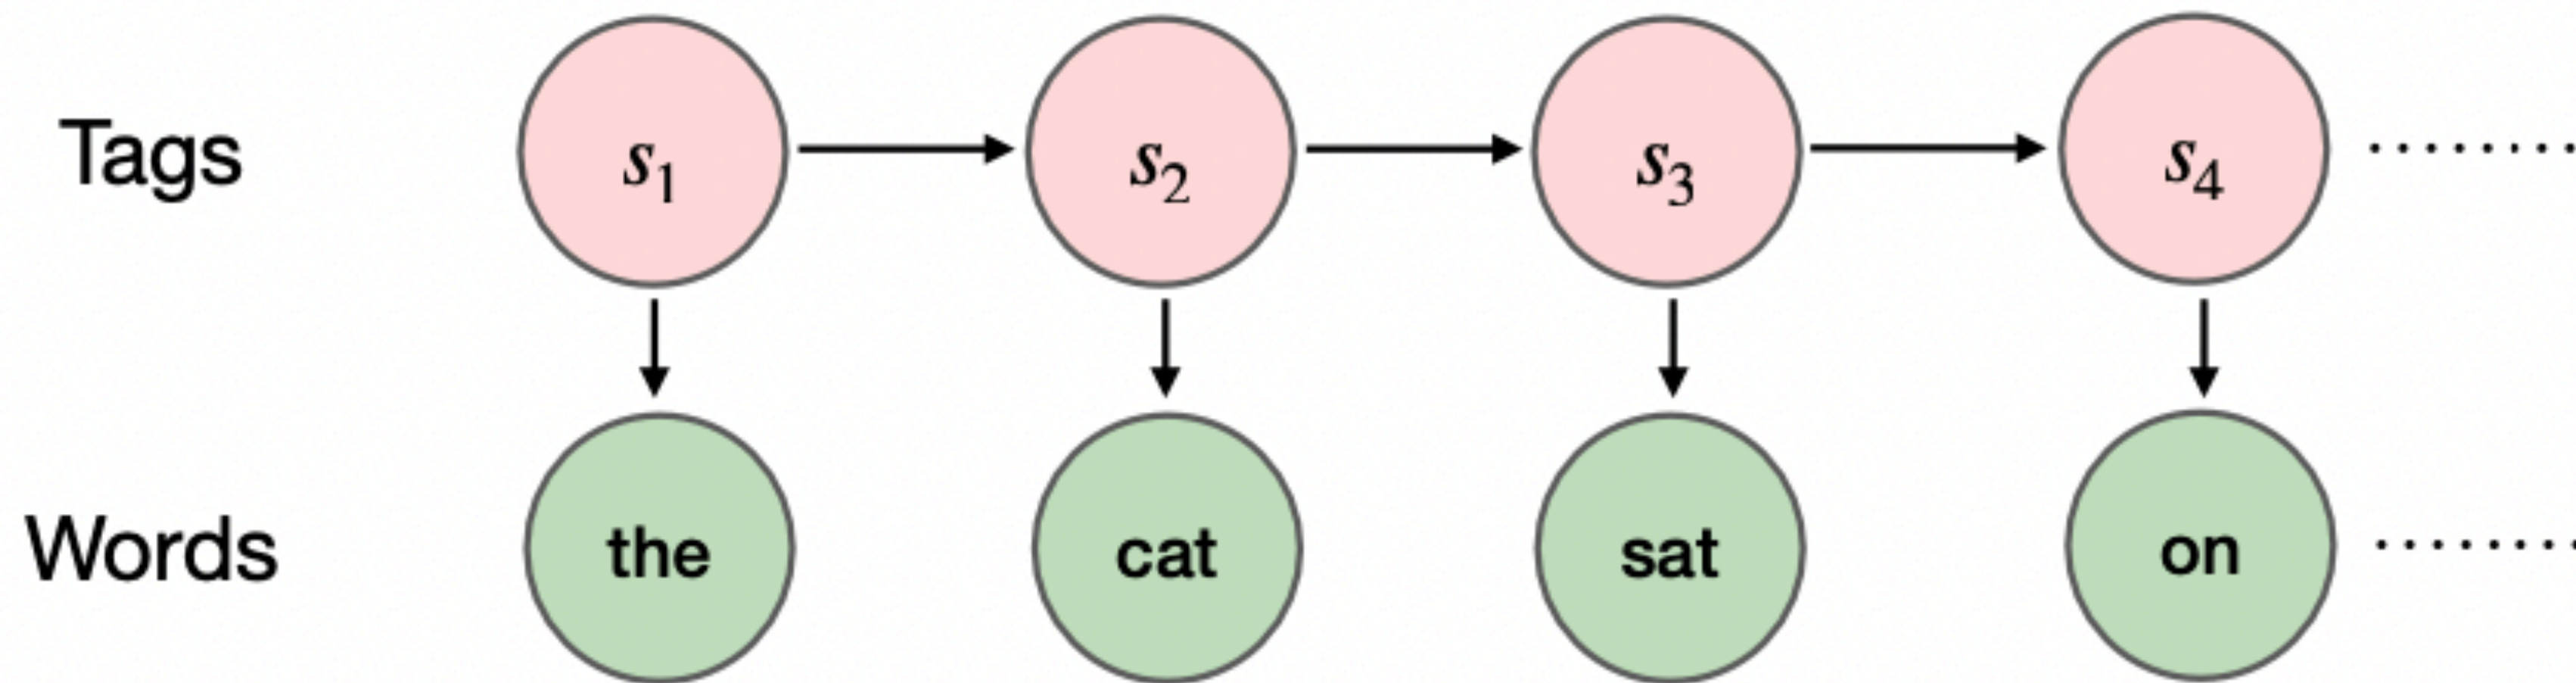 Tags s₁ s₂ s₃ s₄ ........
Words the cat sat on ........